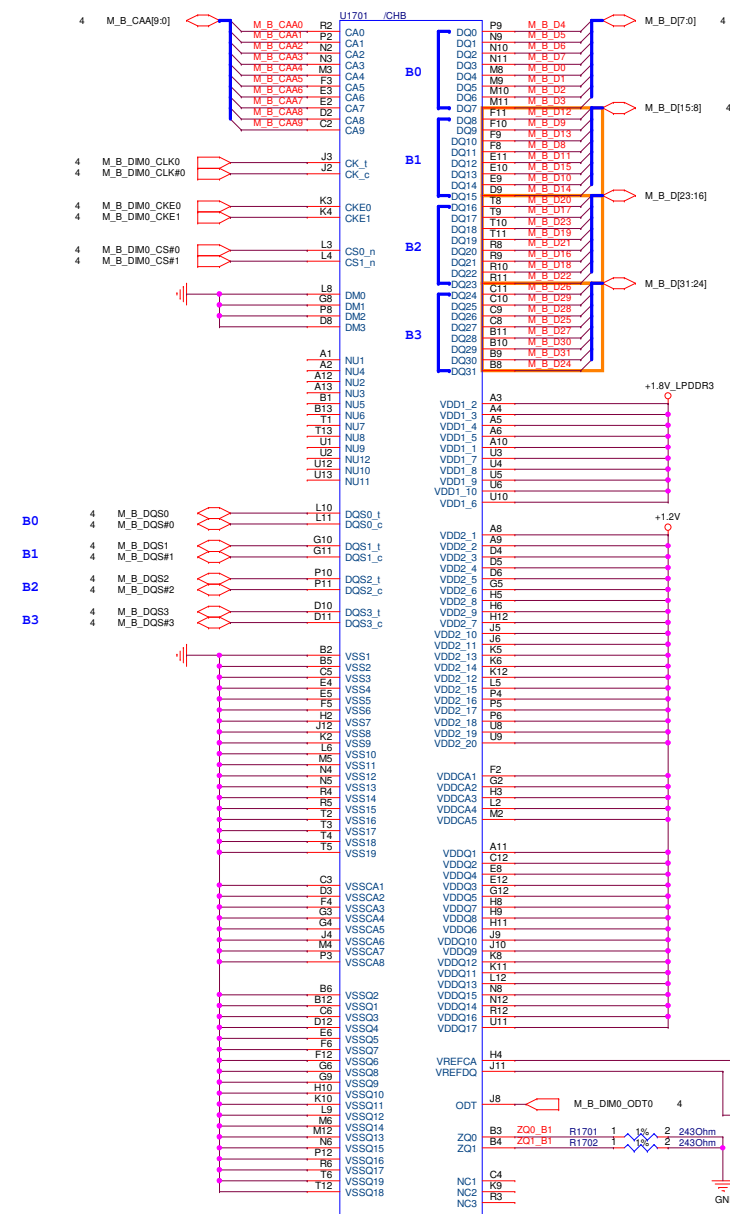 U1701 /CHB
4 M_B_CAA[9:0]
M_B_CAA0 R2 CA0
M_B_CAA1 P2 CA1
M_B_CAA2 N2 CA2
M_B_CAA3 N3 CA3
M_B_CAA4 M3 CA4
M_B_CAA5 F3 CA5
M_B_CAA6 E3 CA6
M_B_CAA7 E2 CA7
M_B_CAA8 D2 CA8
M_B_CAA9 C2 CA9
4 M_B_DIM0_CLK0 J3 CK_t
4 M_B_DIM0_CLK#0 J2 CK_c
4 M_B_DIM0_CKE0 K3 CKE0
4 M_B_DIM0_CKE1 K4 CKE1
4 M_B_DIM0_CS#0 L3 CS0_n
4 M_B_DIM0_CS#1 L4 CS1_n
L8 DM0
G8 DM1
P8 DM2
D8 DM3
A1 NU1
A2 NU4
A12 NU2
A13 NU3
B1 NU5
B13 NU6
T1 NU7
T13 NU8
U1 NU9
U2 NU12
U12 NU10
U13 NU11
B0
4 M_B_DQS0 L10 DQS0_t
4 M_B_DQS#0 L11 DQS0_c
B1
4 M_B_DQS1 G10 DQS1_t
4 M_B_DQS#1 G11 DQS1_c
B2
4 M_B_DQS2 P10 DQS2_t
4 M_B_DQS#2 P11 DQS2_c
B3
4 M_B_DQS3 D10 DQS3_t
4 M_B_DQS#3 D11 DQS3_c
B2 VSS1
B5 VSS2
C5 VSS3
E4 VSS4
E5 VSS5
F5 VSS6
H2 VSS7
J12 VSS8
K2 VSS9
L6 VSS10
M5 VSS11
N4 VSS12
N5 VSS13
R4 VSS14
R5 VSS15
T2 VSS16
T3 VSS17
T4 VSS18
T5 VSS19
C3 VSSCA1
D3 VSSCA2
F4 VSSCA3
G3 VSSCA4
G4 VSSCA5
J4 VSSCA6
M4 VSSCA7
P3 VSSCA8
B6 VSSQ2
B12 VSSQ1
C6 VSSQ3
D12 VSSQ4
E6 VSSQ5
F6 VSSQ7
F12 VSSQ6
G6 VSSQ8
G9 VSSQ9
H10 VSSQ10
K10 VSSQ11
L9 VSSQ12
M6 VSSQ14
M12 VSSQ13
N6 VSSQ15
P12 VSSQ16
R6 VSSQ17
T6 VSSQ19
T12 VSSQ18
B0
DQ0 P9 M_B_D4
DQ1 N9 M_B_D5
DQ2 N10 M_B_D6
DQ3 N11 M_B_D7
DQ4 M8 M_B_D0
DQ5 M9 M_B_D1
DQ6 M10 M_B_D2
DQ7 M11 M_B_D3
M_B_D[7:0] 4
B1
DQ8 F11 M_B_D12
DQ9 F10 M_B_D9
DQ10 F9 M_B_D13
DQ11 F8 M_B_D8
DQ12 E11 M_B_D11
DQ13 E10 M_B_D15
DQ14 E9 M_B_D10
DQ15 D9 M_B_D14
M_B_D[15:8] 4
B2
DQ16 T8 M_B_D20
DQ17 T9 M_B_D17
DQ18 T10 M_B_D23
DQ19 T11 M_B_D19
DQ20 R8 M_B_D21
DQ21 R9 M_B_D16
DQ22 R10 M_B_D18
DQ23 R11 M_B_D22
M_B_D[23:16]
B3
DQ24 C11 M_B_D26
DQ25 C10 M_B_D29
DQ26 C9 M_B_D28
DQ27 C8 M_B_D25
DQ28 B11 M_B_D27
DQ29 B10 M_B_D30
DQ30 B9 M_B_D31
DQ31 B8 M_B_D24
M_B_D[31:24]
+1.8V_LPDDR3
VDD1_2 A3
VDD1_3 A4
VDD1_4 A5
VDD1_5 A6
VDD1_1 A10
VDD1_7 U3
VDD1_8 U4
VDD1_9 U5
VDD1_10 U6
VDD1_6 U10
+1.2V
VDD2_1 A8
VDD2_2 A9
VDD2_3 D4
VDD2_4 D5
VDD2_5 D6
VDD2_6 G5
VDD2_8 H5
VDD2_9 H6
VDD2_7 H12
VDD2_10 J5
VDD2_11 J6
VDD2_13 K5
VDD2_14 K6
VDD2_12 K12
VDD2_15 L5
VDD2_16 P4
VDD2_17 P5
VDD2_18 P6
VDD2_19 U8
VDD2_20 U9
VDDCA1 F2
VDDCA2 G2
VDDCA3 H3
VDDCA4 L2
VDDCA5 M2
VDDQ1 A11
VDDQ2 C12
VDDQ4 E8
VDDQ3 E12
VDDQ5 G12
VDDQ7 H8
VDDQ8 H9
VDDQ6 H11
VDDQ10 J9
VDDQ9 J10
VDDQ12 K8
VDDQ11 K11
VDDQ13 L12
VDDQ15 N8
VDDQ14 N12
VDDQ16 R12
VDDQ17 U11
VREFCA H4
VREFDQ J11
ODT J8 M_B_DIM0_ODT0 4
ZQ0 B3 ZQ0_B1 R1701 1 1% 2 243Ohm
ZQ1 B4 ZQ1_B1 R1702 1 1% 2 243Ohm
NC1 C4
NC2 K9
NC3 R3
GN